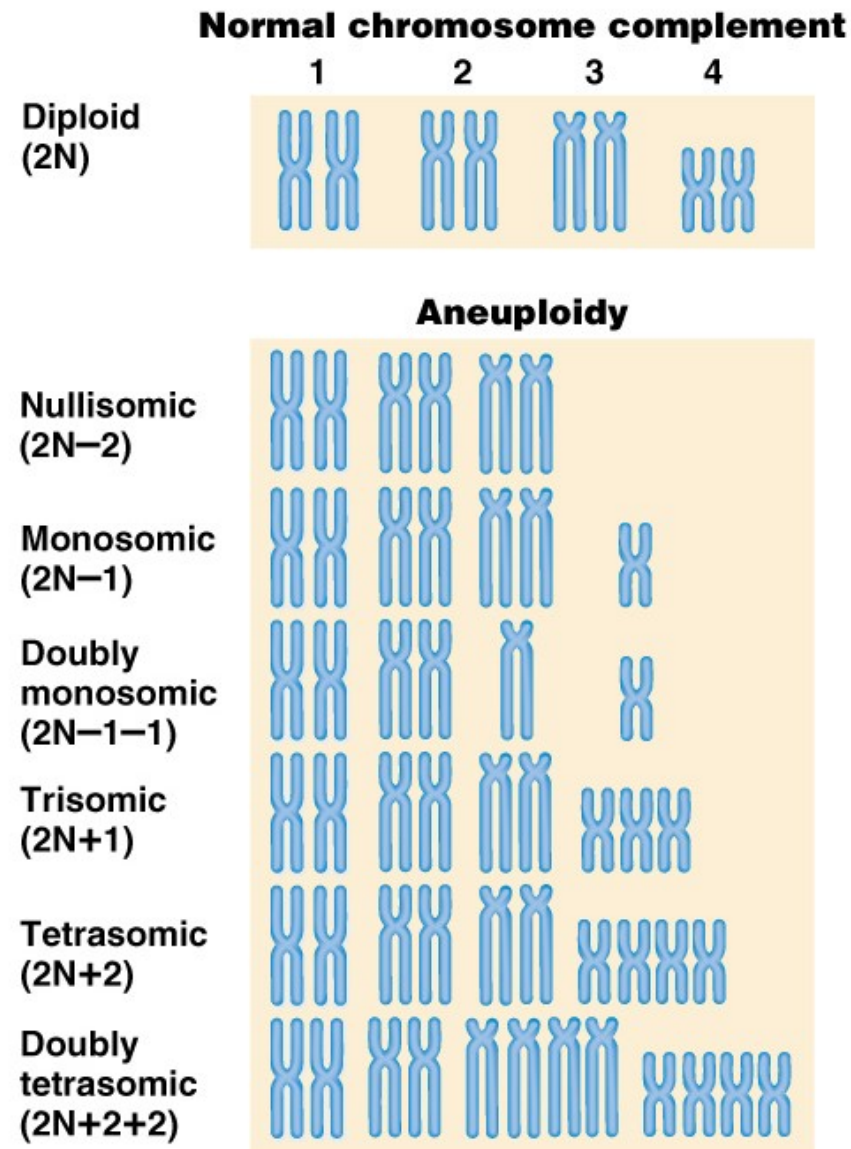 Normal chromosome complement
1 2 3 4
Diploid
(2N)
Aneuploidy
Nullisomic
(2N−2)
Monosomic
(2N−1)
Doubly
monosomic
(2N−1−1)
Trisomic
(2N+1)
Tetrasomic
(2N+2)
Doubly
tetrasomic
(2N+2+2)